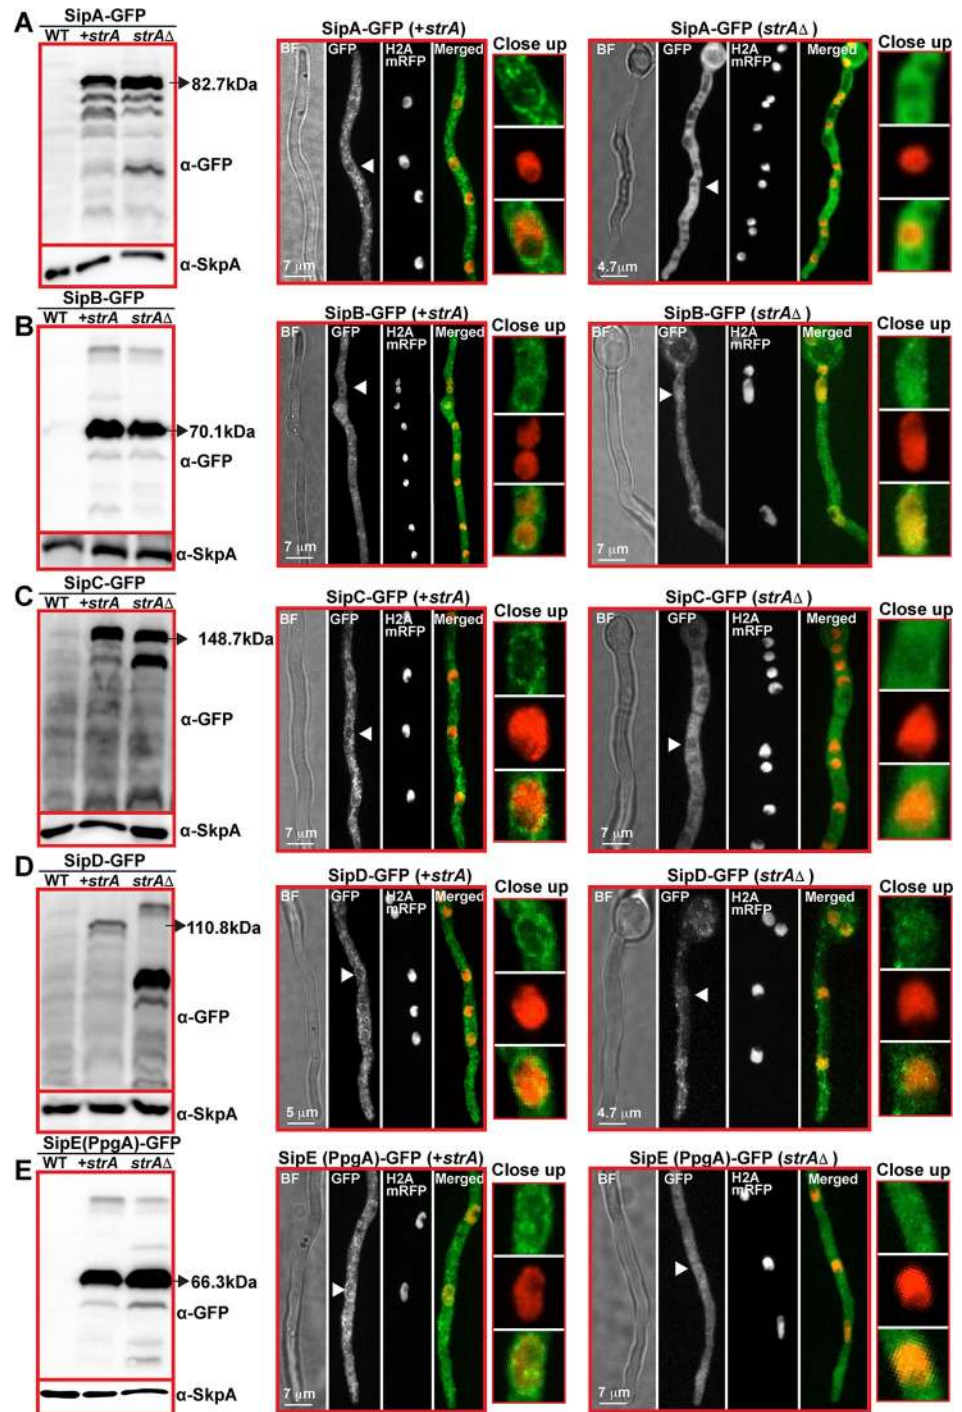 A
SipA-GFP
WT +strA strAΔ
82.7kDa
α-GFP
α-SkpA
SipA-GFP (+strA)
BF GFP H2A mRFP Merged
7 μm
Close up
SipA-GFP (strAΔ)
BF GFP H2A mRFP Merged
4.7μm
Close up
B
SipB-GFP
WT +strA strAΔ
70.1kDa
α-GFP
α-SkpA
SipB-GFP (+strA)
BF GFP H2A mRFP Merged
7 μm
Close up
SipB-GFP (strAΔ)
BF GFP H2A mRFP Merged
7 μm
Close up
C
SipC-GFP
WT +strA strAΔ
148.7kDa
α-GFP
α-SkpA
SipC-GFP (+strA)
BF GFP H2A mRFP Merged
7 μm
Close up
SipC-GFP (strAΔ)
BF GFP H2A mRFP Merged
7 μm
Close up
D
SipD-GFP
WT +strA strAΔ
110.8kDa
α-GFP
α-SkpA
SipD-GFP (+strA)
BF GFP H2A mRFP Merged
5 μm
Close up
SipD-GFP (strAΔ)
BF GFP H2A mRFP Merged
4.7 μm
Close up
E
SipE(PpgA)-GFP
WT +strA strAΔ
66.3kDa
α-GFP
α-SkpA
SipE (PpgA)-GFP (+strA)
BF GFP H2A mRFP Merged
7 μm
Close up
SipE (PpgA)-GFP (strAΔ)
BF GFP H2A mRFP Merged
7 μm
Close up